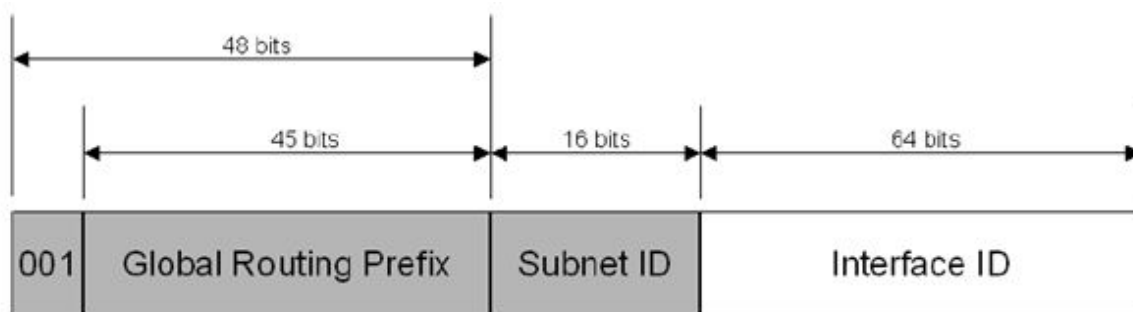 48 bits
45 bits 16 bits 64 bits
001 Global Routing Prefix Subnet ID Interface ID